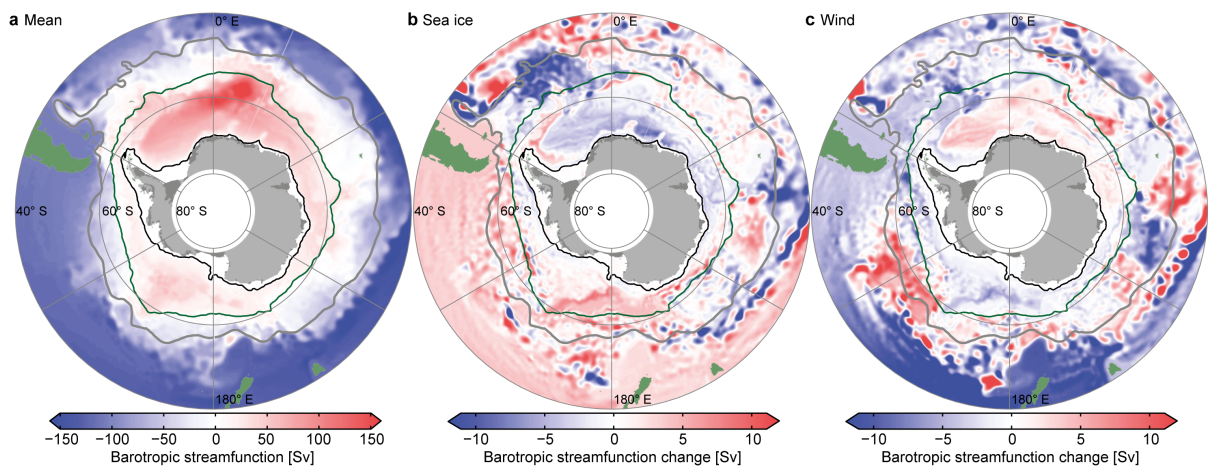 a Mean
b Sea ice
c Wind
0° E
0° E
0° E
40° S
60° S
80° S
40° S
60° S
80° S
40° S
60° S
80° S
180° E
180° E
180° E
−150 −100 −50 0 50 100 150
−10 −5 0 5 10
−10 −5 0 5 10
Barotropic streamfunction [Sv]
Barotropic streamfunction change [Sv]
Barotropic streamfunction change [Sv]